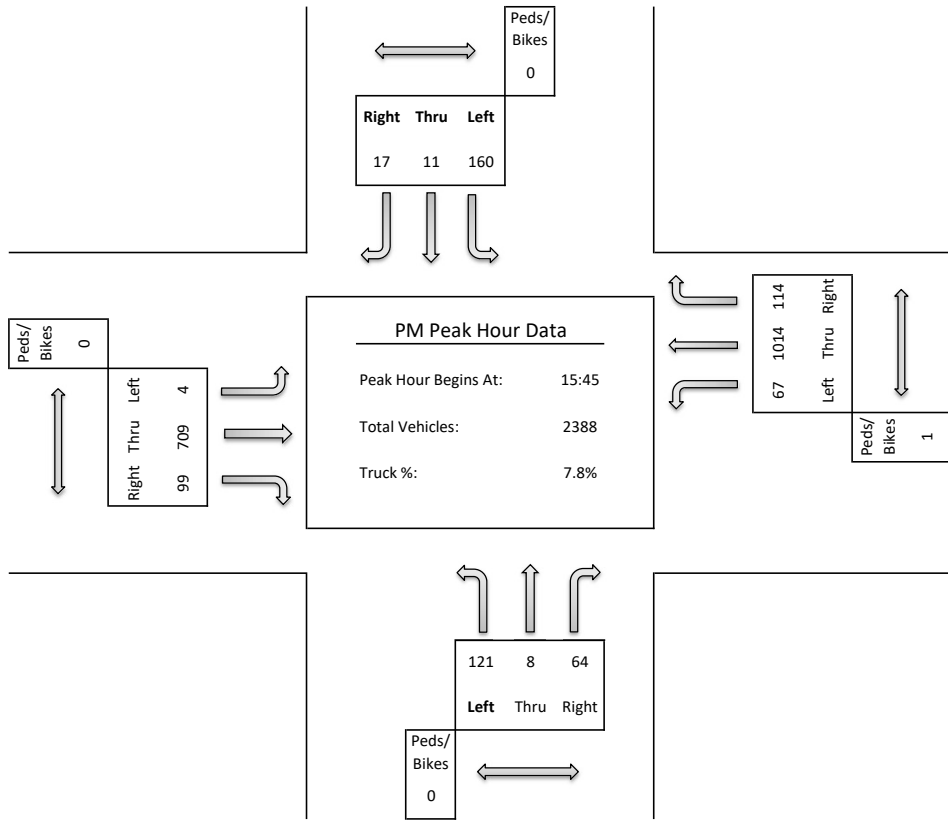 Peds/
Bikes
0
Right Thru Left
17 11 160
Peds/
Bikes
0
Left 4
Thru 709
Right 99
PM Peak Hour Data
Peak Hour Begins At: 15:45
Total Vehicles: 2388
Truck %: 7.8%
114 Right
1014 Thru
67 Left
Peds/
Bikes
1
121 8 64
Left Thru Right
Peds/
Bikes
0